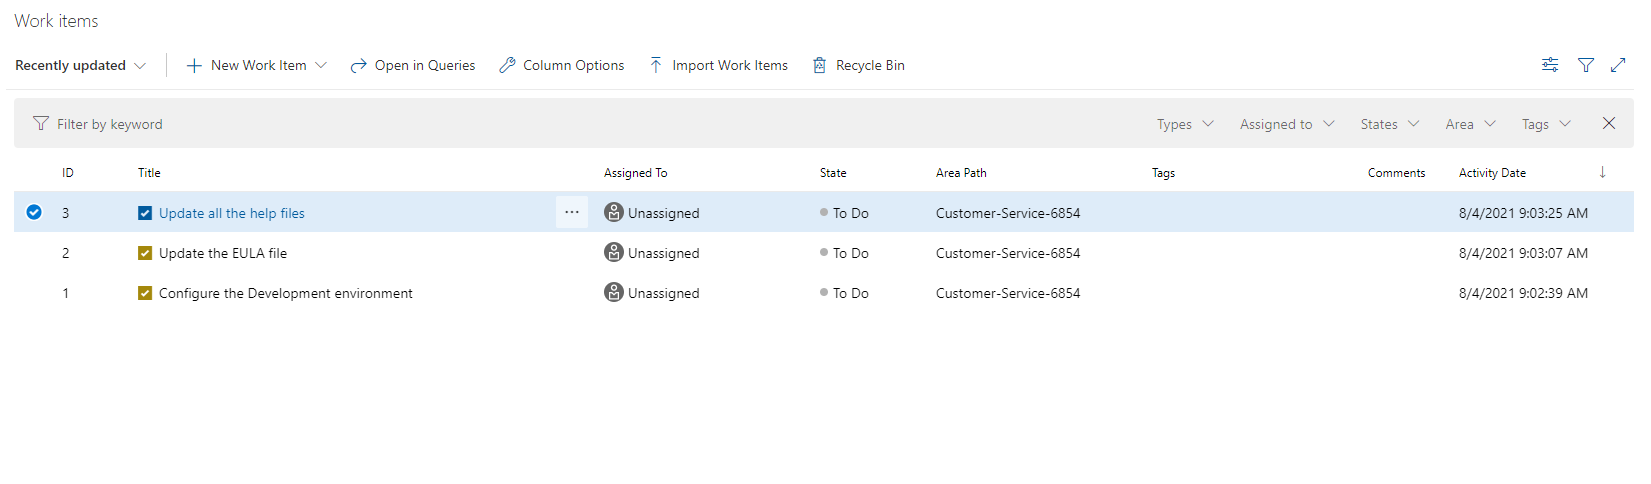 Work items
Recently updated New Work Item Open in Queries Column Options Import Work Items Recycle Bin
Filter by keyword Types Assigned to States Area Tags
ID Title Assigned To State Area Path Tags Comments Activity Date
3 Update all the help files ... Unassigned To Do Customer-Service-6854 8/4/2021 9:03:25 AM
2 Update the EULA file Unassigned To Do Customer-Service-6854 8/4/2021 9:03:07 AM
1 Configure the Development environment Unassigned To Do Customer-Service-6854 8/4/2021 9:02:39 AM